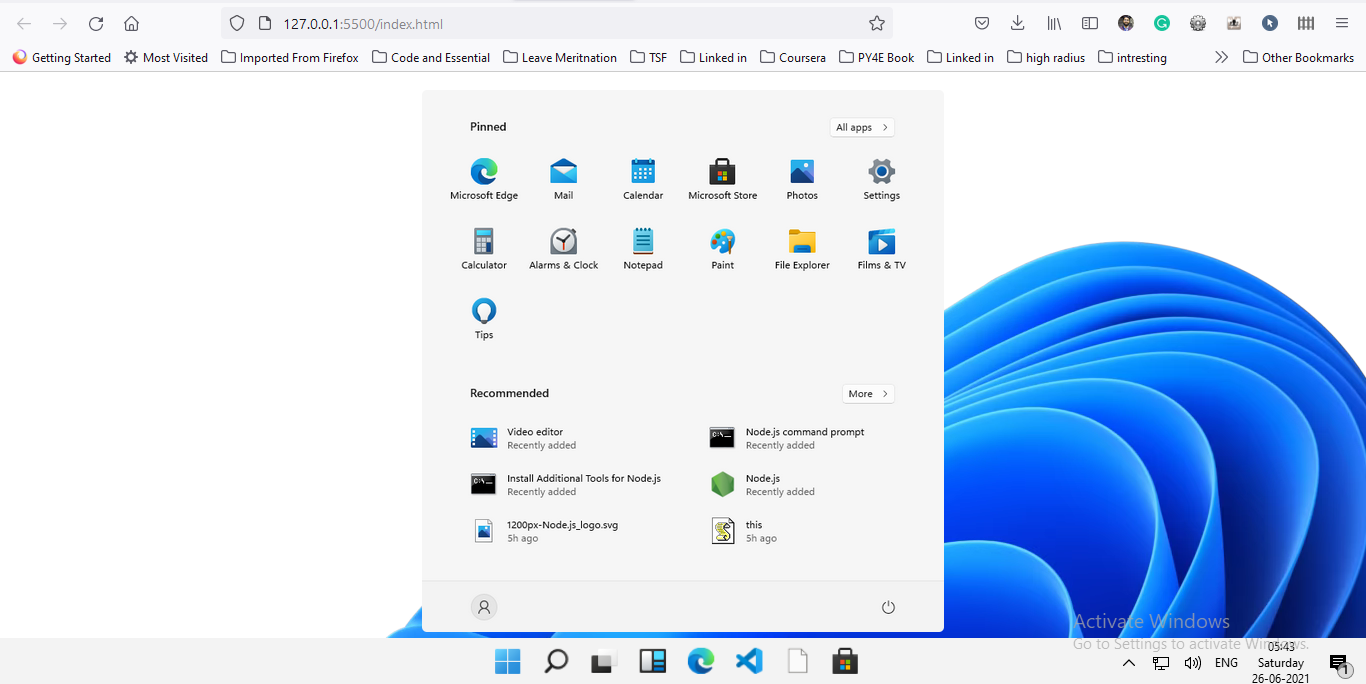 127.0.0.1:5500/index.html
Getting Started Most Visited Imported From Firefox Code and Essential Leave Meritnation TSF Linked in Coursera PY4E Book Linked in high radius intresting Other Bookmarks
Pinned All apps
Microsoft Edge Mail Calendar Microsoft Store Photos Settings
Calculator Alarms & Clock Notepad Paint File Explorer Films & TV
Tips
Recommended More
Video editor
Recently added
Node.js command prompt
Recently added
Install Additional Tools for Node.js
Recently added
Node.js
Recently added
1200px-Node.js_logo.svg
5h ago
this
5h ago
Activate Windows
Go to Settings to activate Windows.
ENG
05:43
Saturday
26-06-2021
1